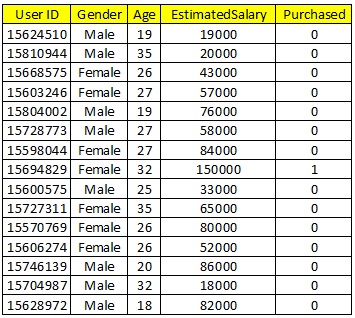 User ID Gender Age EstimatedSalary Purchased
15624510 Male 19 19000 0
15810944 Male 35 20000 0
15668575 Female 26 43000 0
15603246 Female 27 57000 0
15804002 Male 19 76000 0
15728773 Male 27 58000 0
15598044 Female 27 84000 0
15694829 Female 32 150000 1
15600575 Male 25 33000 0
15727311 Female 35 65000 0
15570769 Female 26 80000 0
15606274 Female 26 52000 0
15746139 Male 20 86000 0
15704987 Male 32 18000 0
15628972 Male 18 82000 0